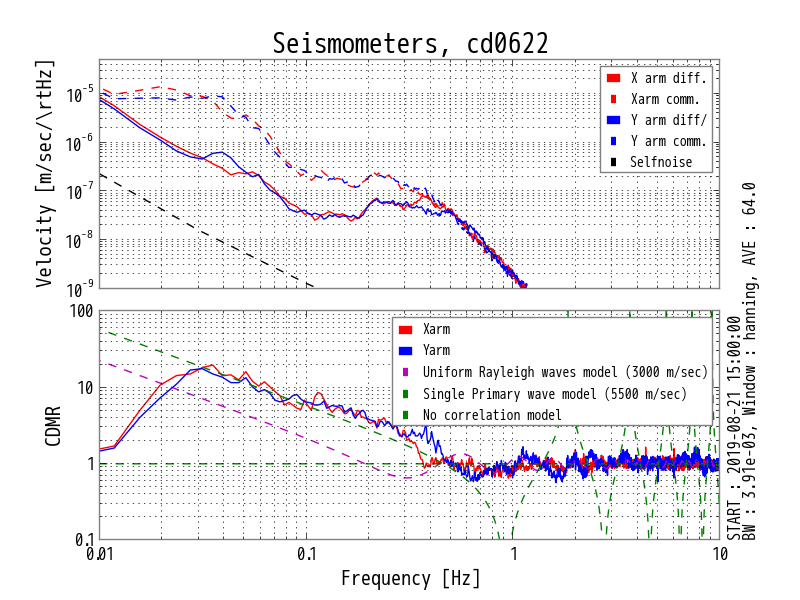 Seismometers, cd0622
Velocity [m/sec/\rtHz]
10^-5
10^-6
10^-7
10^-8
10^-9
X arm diff.
Xarm comm.
Y arm diff/
Y arm comm.
Selfnoise
CDMR
100
10
1
0.1
Xarm
Yarm
Uniform Rayleigh waves model (3000 m/sec)
Single Primary wave model (5500 m/sec)
No correlation model
0.01
0.1
1
10
Frequency [Hz]
START : 2019-08-21 15:00:00
BW : 3.91e-03, Window : hanning, AVE : 64.0